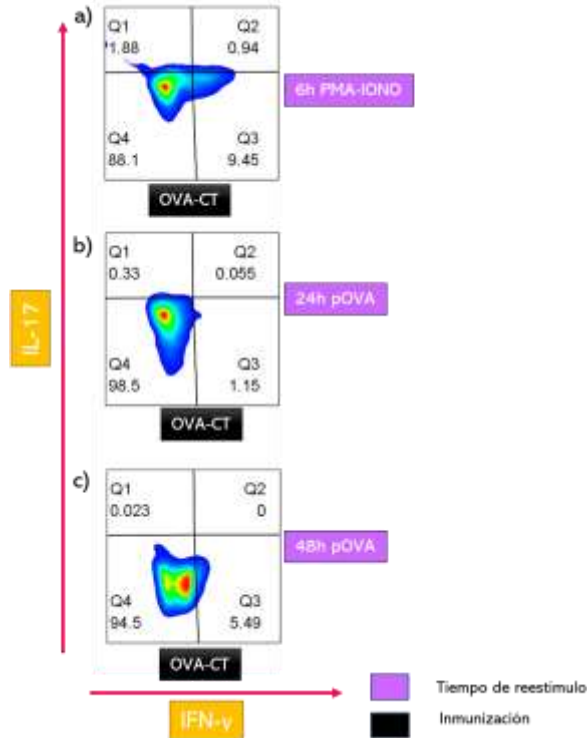 a)
Q1
1.88
Q2
0.94
Q4
88.1
Q3
9.45
6h PMA-IONO
OVA-CT
b)
Q1
0.33
Q2
0.055
Q4
98.5
Q3
1.15
24h pOVA
OVA-CT
IL-17
c)
Q1
0.023
Q2
0
Q4
94.5
Q3
5.49
48h pOVA
OVA-CT
IFN-γ
Tiempo de reestímulo
Inmunización